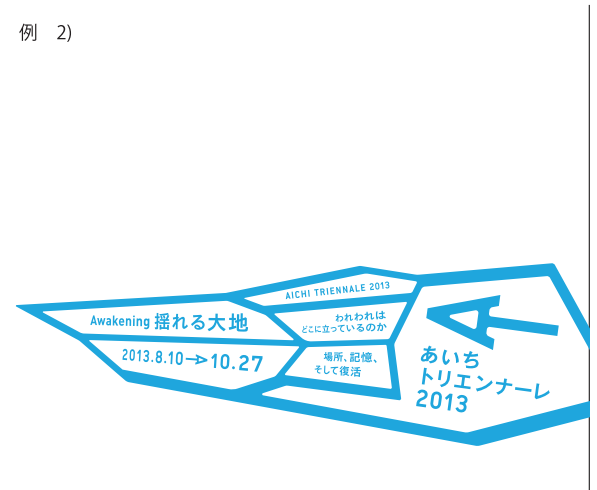 例　2)
AICHI TRIENNALE 2013
Awakening 揺れる大地
われわれは
どこに立っているのか
2013.8.10→10.27
場所、記憶、
そして復活
A
あいち
トリエンナーレ
2013